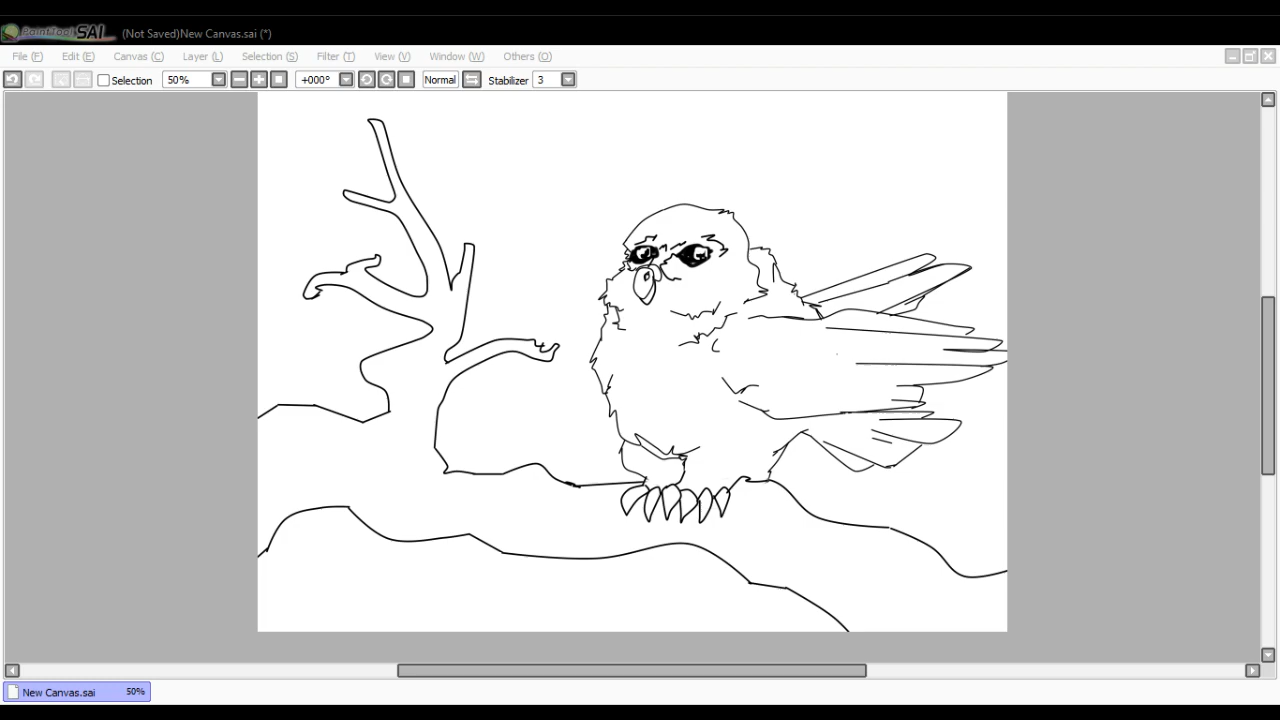 PaintTool SAI (Not Saved)New Canvas.sai (*)
File (F) Edit (E) Canvas (C) Layer (L) Selection (S) Filter (T) View (V) Window (W) Others (O)
Selection 50% +000° Normal Stabilizer 3
New Canvas.sai 50%